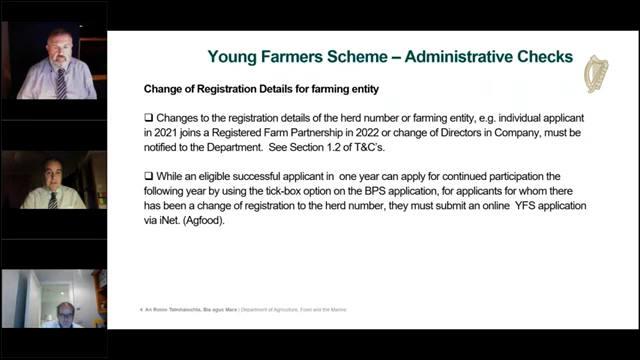 Young Farmers Scheme – Administrative Checks
Change of Registration Details for farming entity
❑ Changes to the registration details of the herd number or farming entity, e.g. individual applicant
in 2021 joins a Registered Farm Partnership in 2022 or change of Directors in Company, must be
notified to the Department. See Section 1.2 of T&C's.
❑ While an eligible successful applicant in one year can apply for continued participation the
following year by using the tick-box option on the BPS application, for applicants for whom there
has been a change of registration to the herd number, they must submit an online YFS application
via iNet. (Agfood).
4 An Roinn Talmhaíochta, Bia agus Mara | Department of Agriculture, Food and the Marine